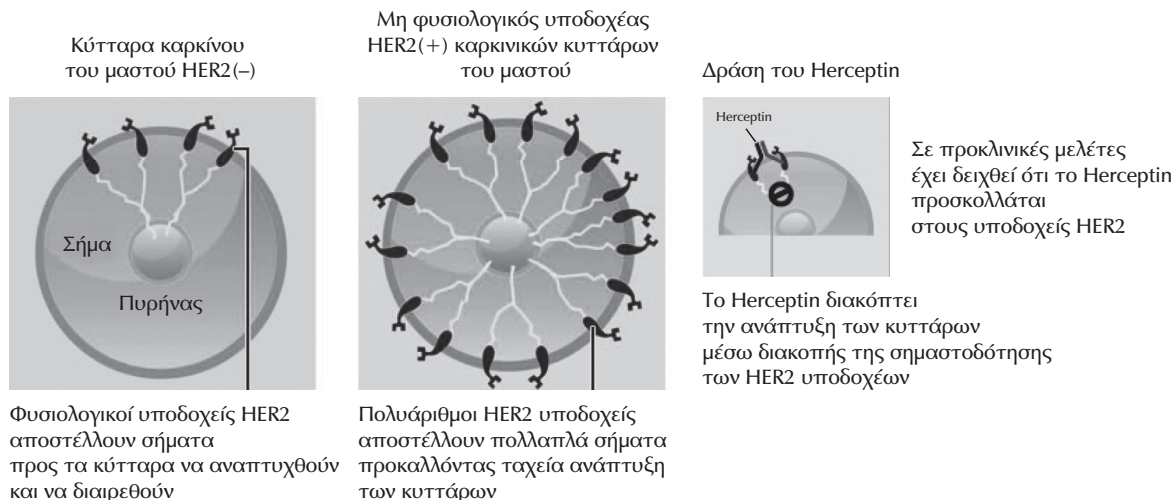 Κύτταρα καρκίνου
του μαστού HER2(–)
Σήμα
Πυρήνας
Φυσιολογικοί υποδοχείς HER2
αποστέλλουν σήματα
προς τα κύτταρα να αναπτυχθούν
και να διαιρεθούν
Μη φυσιολογικός υποδοχέας
HER2(+) καρκινικών κυττάρων
του μαστού
Πολυάριθμοι HER2 υποδοχείς
αποστέλλουν πολλαπλά σήματα
προκαλλόντας ταχεία ανάπτυξη
των κυττάρων
Δράση του Herceptin
Herceptin
Σε προκλινικές μελέτες
έχει δειχθεί ότι το Herceptin
προσκολλάται
στους υποδοχείς HER2
Το Herceptin διακόπτει
την ανάπτυξη των κυττάρων
μέσω διακοπής της σημαστοδότησης
των HER2 υποδοχέων